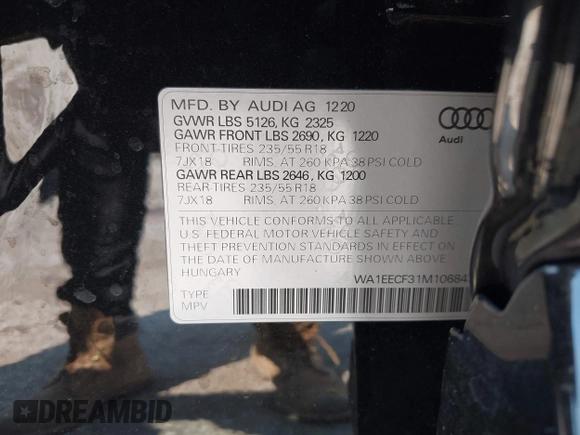 MFD. BY AUDI AG 12 20
GVWR LBS 5126, KG 2325
GAWR FRONT LBS 2690, KG 1220
FRONT-TIRES 235/55 R18
7JX18 RIMS, AT 260 KPA 38 PSI COLD
GAWR REAR LBS 2646, KG 1200
REAR-TIRES 235/55 R18
7JX18 RIMS, AT 260 KPA 38 PSI COLD
THIS VEHICLE CONFORMS TO ALL APPLICABLE
U.S. FEDERAL MOTOR VEHICLE SAFETY AND
THEFT PREVENTION STANDARDS IN EFFECT ON
THE DATE OF MANUFACTURE SHOWN ABOVE
HUNGARY
WA1EECF31M10684
TYPE
MPV
Audi
DREAMBID